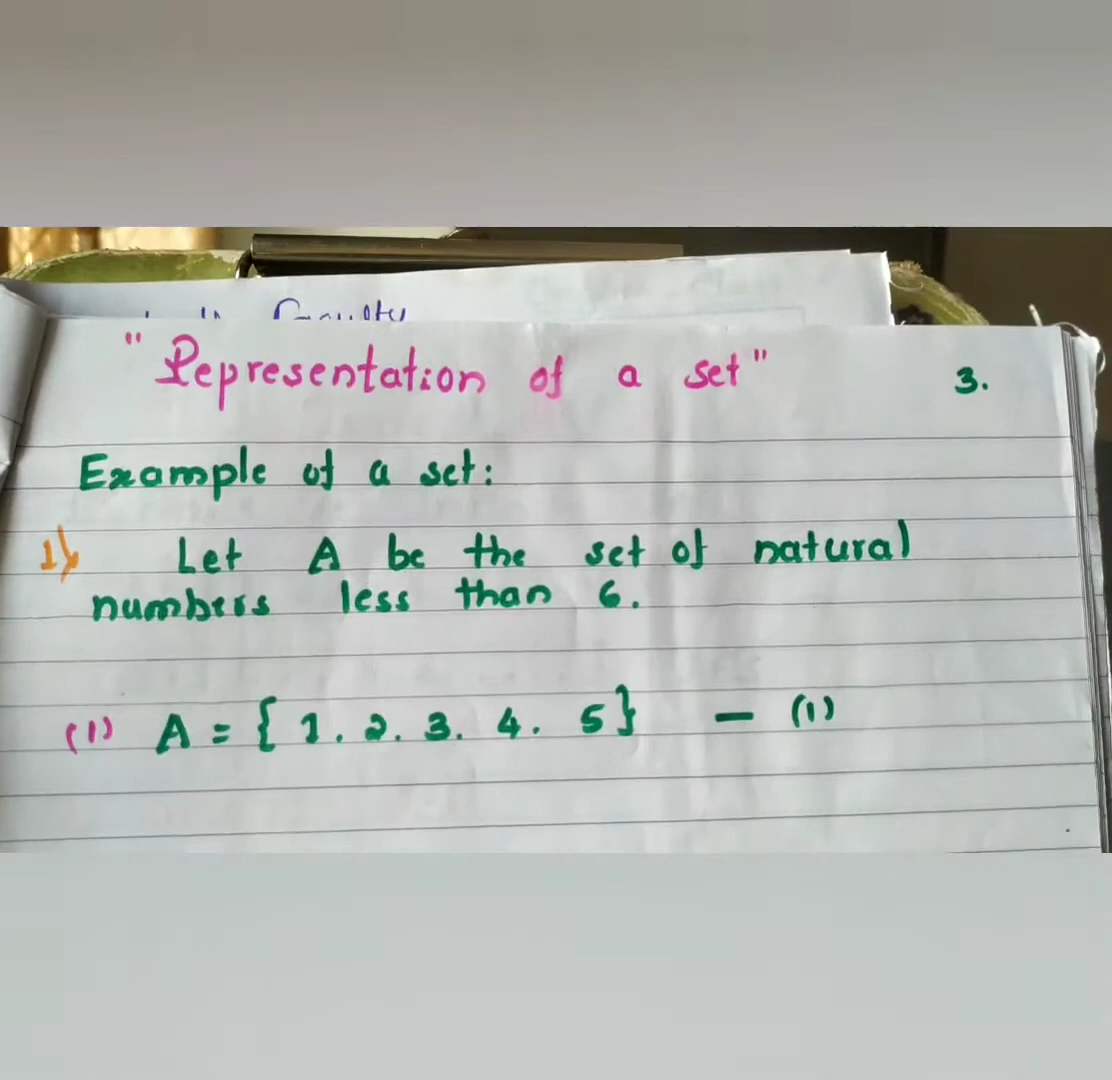 "Representation of a set"
3.
Example of a set:
1) Let A be the set of natural
numbers less than 6.
(1) A = { 1. 2. 3. 4. 5} — (1)